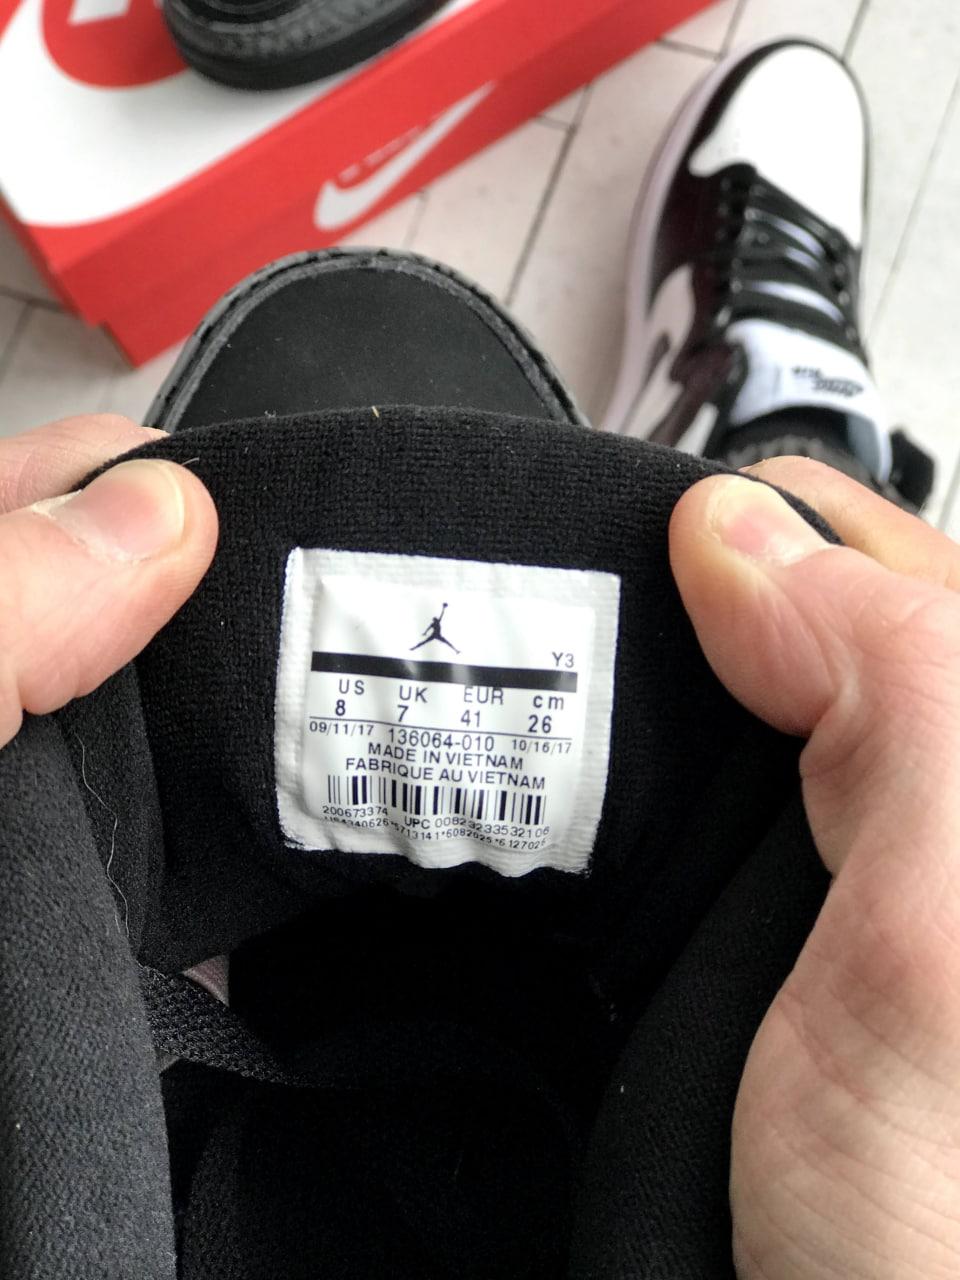 Y3
US UK EUR cm
8 7 41 26
09/11/17 136064-010 10/16/17
MADE IN VIETNAM
FABRIQUE AU VIETNAM
200673374 UPC 00823233532106